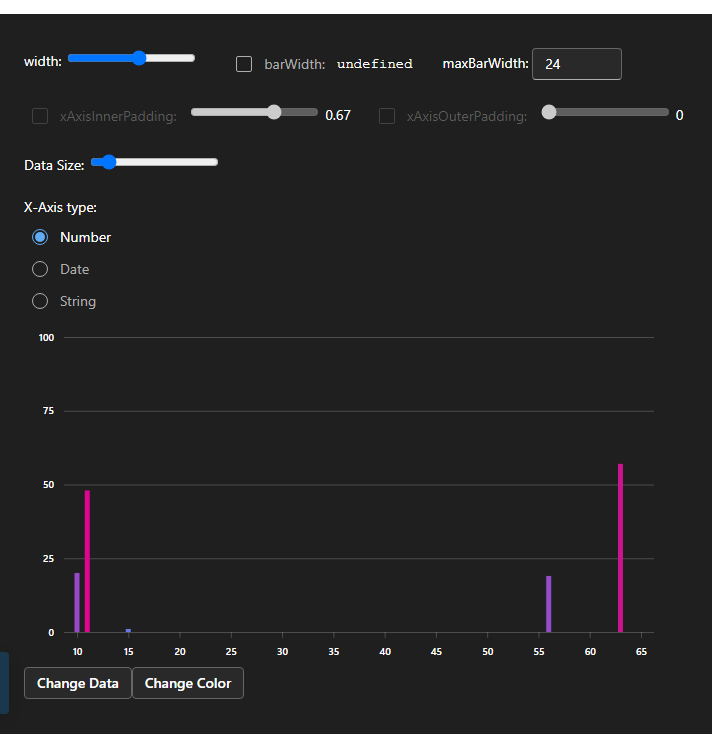 width: barWidth: undefined maxBarWidth: 24
xAxisInnerPadding: 0.67 xAxisOuterPadding: 0
Data Size:
X-Axis type:
Number
Date
String
100
75
50
25
0
10 15 20 25 30 35 40 45 50 55 60 65
Change Data Change Color